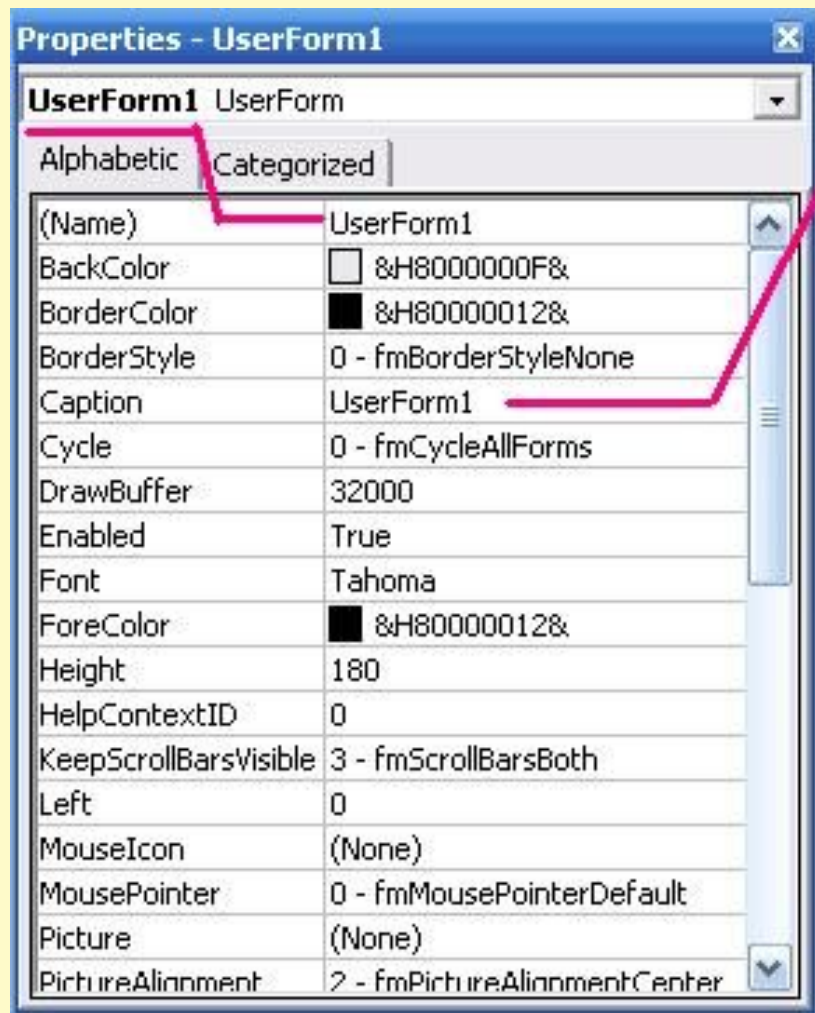 Properties - UserForm1
UserForm1 UserForm
Alphabetic Categorized
(Name) UserForm1
BackColor &H8000000F&
BorderColor &H80000012&
BorderStyle 0 - fmBorderStyleNone
Caption UserForm1
Cycle 0 - fmCycleAllForms
DrawBuffer 32000
Enabled True
Font Tahoma
ForeColor &H80000012&
Height 180
HelpContextID 0
KeepScrollBarsVisible 3 - fmScrollBarsBoth
Left 0
MouseIcon (None)
MousePointer 0 - fmMousePointerDefault
Picture (None)
PictureAlignment 2 - fmPictureAlignmentCenter